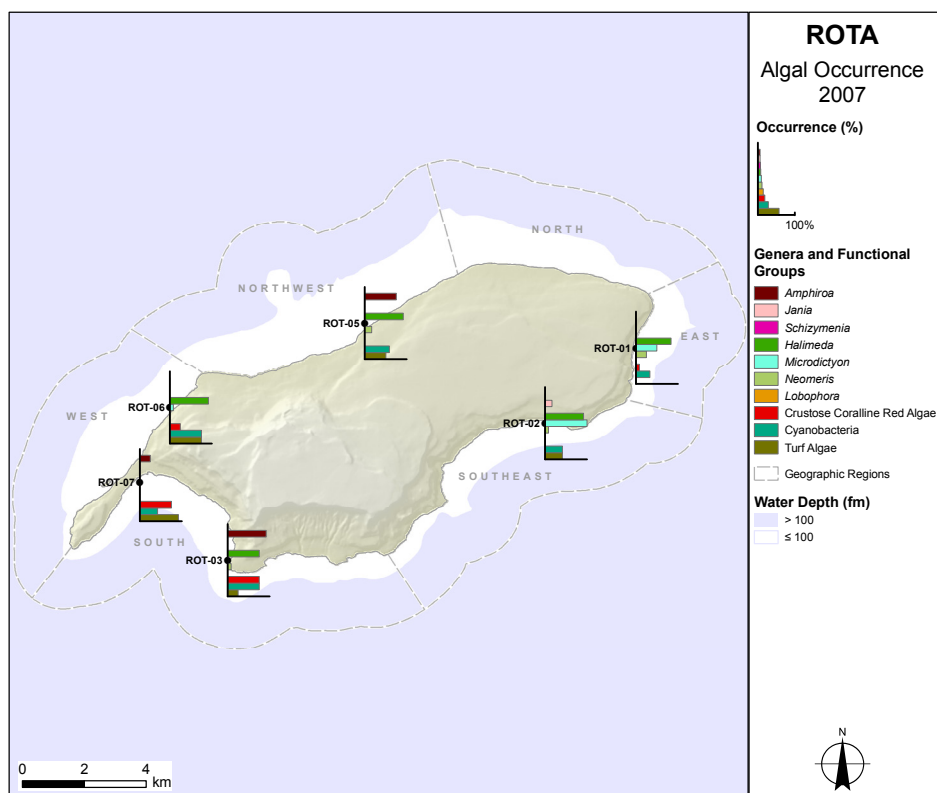 ROTA
Algal Occurrence
2007
Occurrence (%)
100%
Genera and Functional
Groups
Amphiroa
Jania
Schizymenia
Halimeda
Microdictyon
Neomeris
Lobophora
Crustose Coralline Red Algae
Cyanobacteria
Turf Algae
Geographic Regions
Water Depth (fm)
> 100
≤ 100
N
NORTH
NORTHWEST
ROT-05
EAST
ROT-01
WEST
ROT-06
ROT-02
SOUTHEAST
ROT-07
SOUTH
ROT-03
0 2 4
km